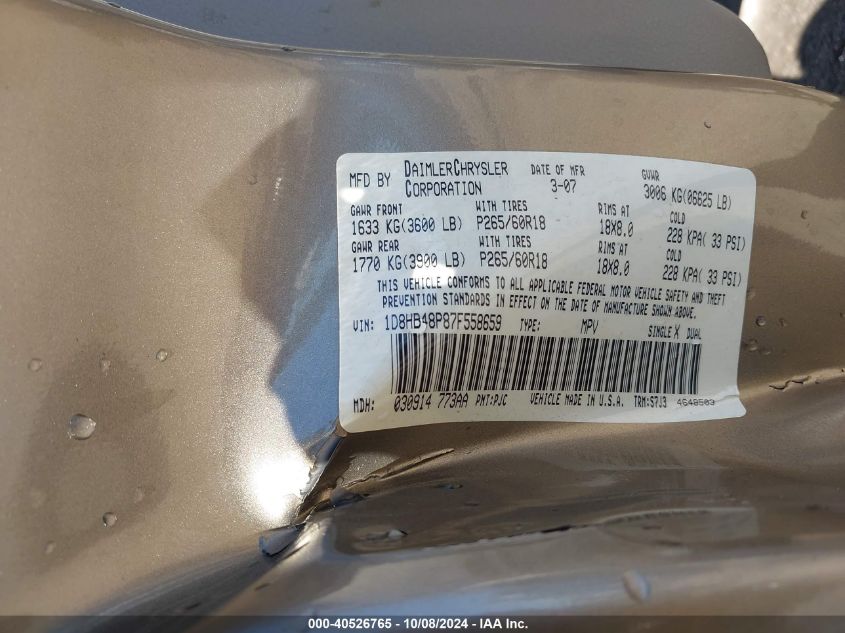 MFD BY DAIMLERCHRYSLER CORPORATION DATE OF MFR 3-07 GVWR 3006 KG(06625 LB)
GAWR FRONT WITH TIRES RIMS AT COLD
1633 KG(3600 LB) P265/60R18 18X8.0 228 KPA( 33 PSI)
GAWR REAR WITH TIRES RIMS AT COLD
1770 KG(3900 LB) P265/60R18 18X8.0 228 KPA( 33 PSI)
THIS VEHICLE CONFORMS TO ALL APPLICABLE FEDERAL MOTOR VEHICLE SAFETY AND THEFT
PREVENTION STANDARDS IN EFFECT ON THE DATE OF MANUFACTURE SHOWN ABOVE.
VIN: 1D8HB48P87F558659 TYPE: MPV SINGLE X DUAL
MDH: 030914 773AA PNT:PJC VEHICLE MADE IN U.S.A. TRM:S7J3 4648503
000-40526765 - 10/08/2024 - IAA Inc.